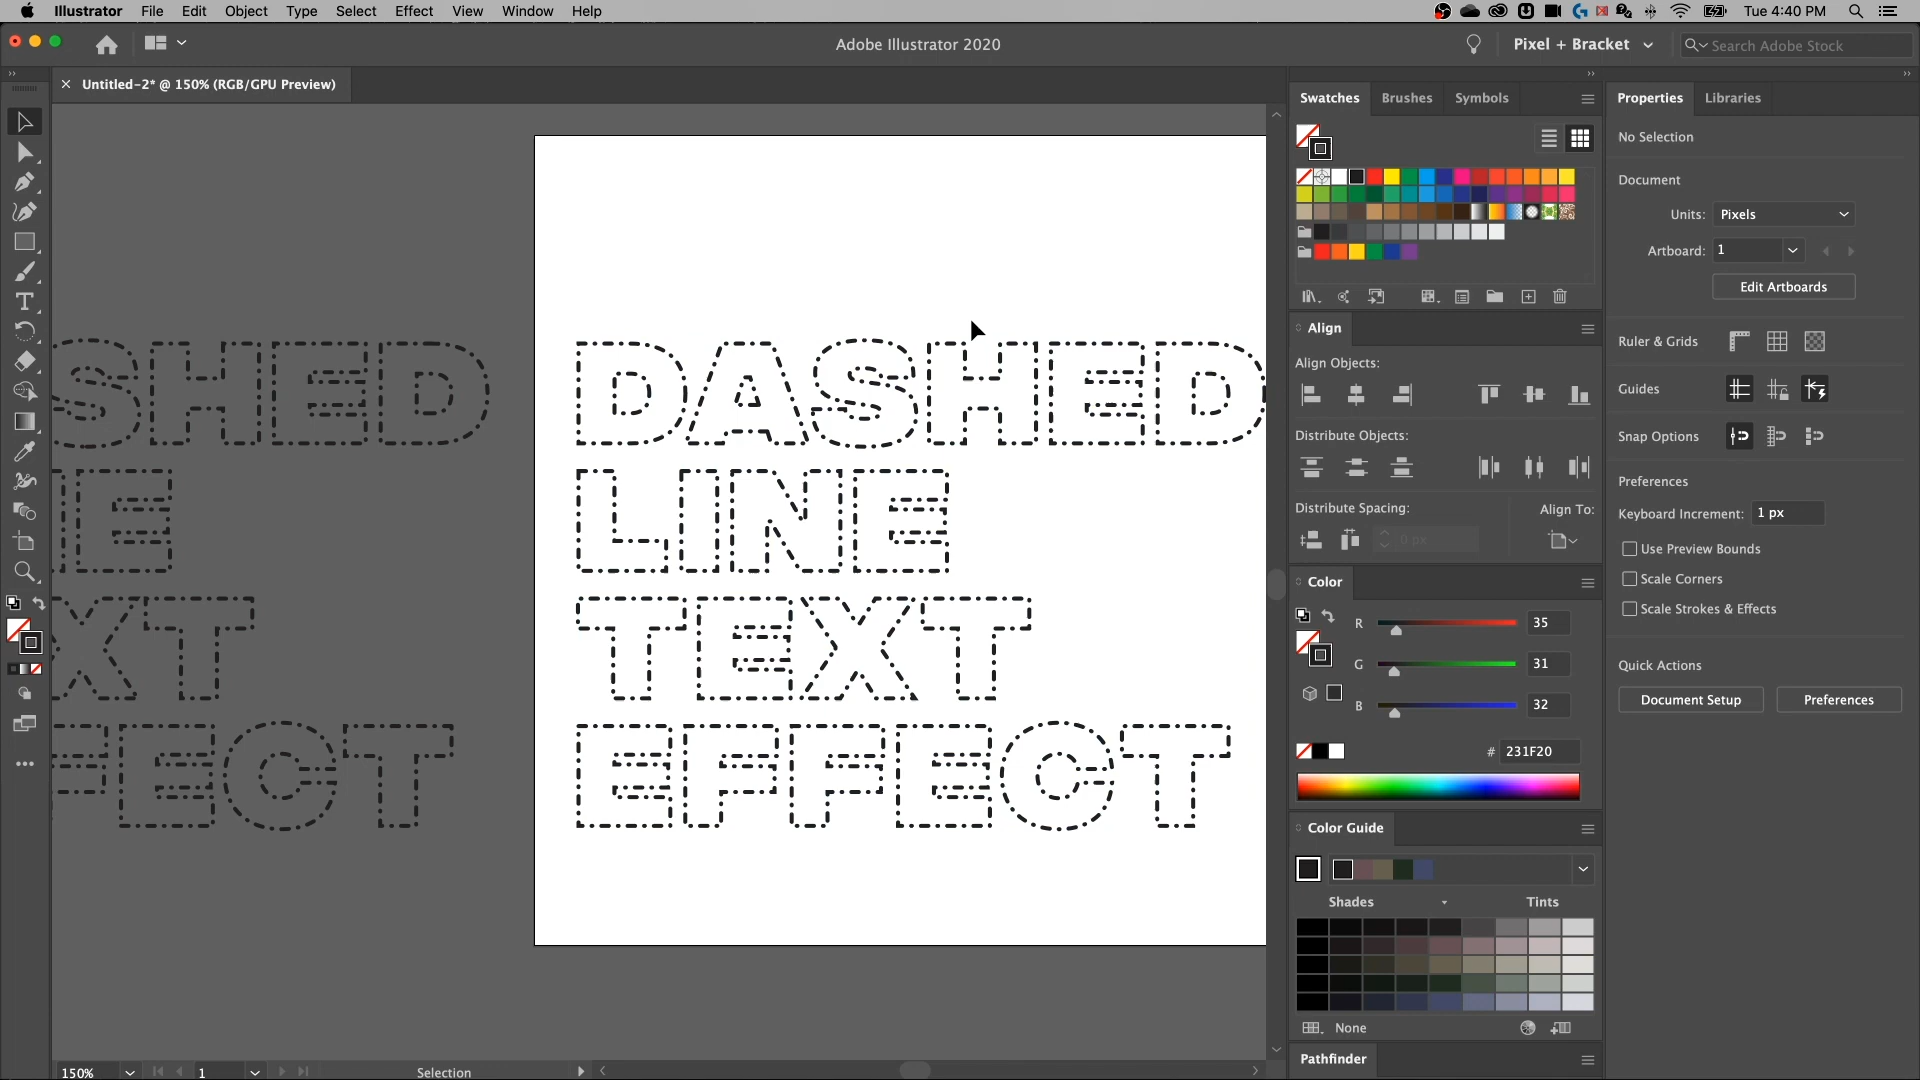 Illustrator File Edit Object Type Select Effect View Window Help
Tue 4:40 PM
Adobe Illustrator 2020
Pixel + Bracket
Search Adobe Stock
Untitled-2* @ 150% (RGB/GPU Preview)
Swatches Brushes Symbols
Properties Libraries
No Selection
Document
Units: Pixels
Artboard: 1
Edit Artboards
Align
Ruler & Grids
Align Objects:
Guides
Distribute Objects:
Snap Options
Preferences
Distribute Spacing:
Align To:
Keyboard Increment: 1 px
0 px
Use Preview Bounds
Scale Corners
Scale Strokes & Effects
Color
R 35
G 31
B 32
# 231F20
Quick Actions
Document Setup Preferences
Color Guide
Shades Tints
None
Pathfinder
DASHED
LINE
TEXT
EFFECT
SHED
NE
XT
FECT
150%
1
Selection